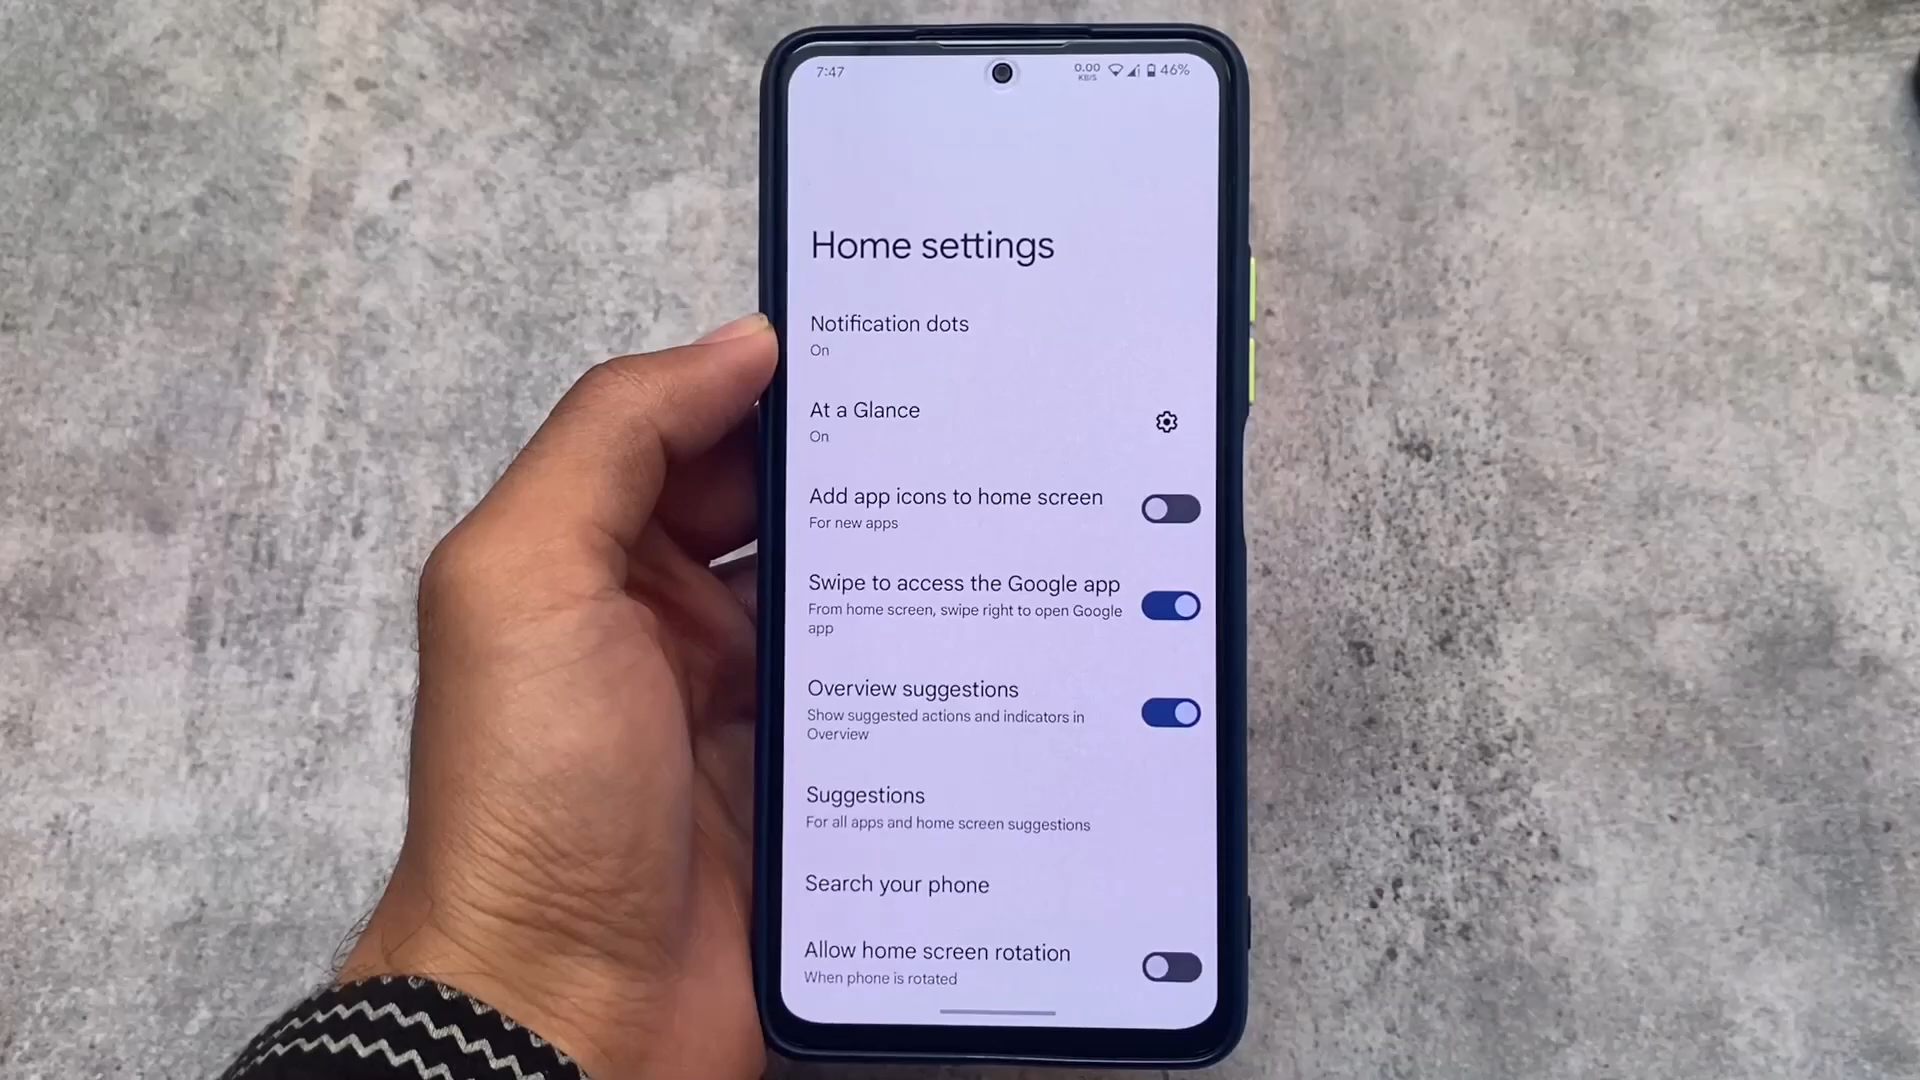 7:47
0.00
KB/S
46%
Home settings
Notification dots
On
At a Glance
On
Add app icons to home screen
For new apps
Swipe to access the Google app
From home screen, swipe right to open Google
app
Overview suggestions
Show suggested actions and indicators in
Overview
Suggestions
For all apps and home screen suggestions
Search your phone
Allow home screen rotation
When phone is rotated